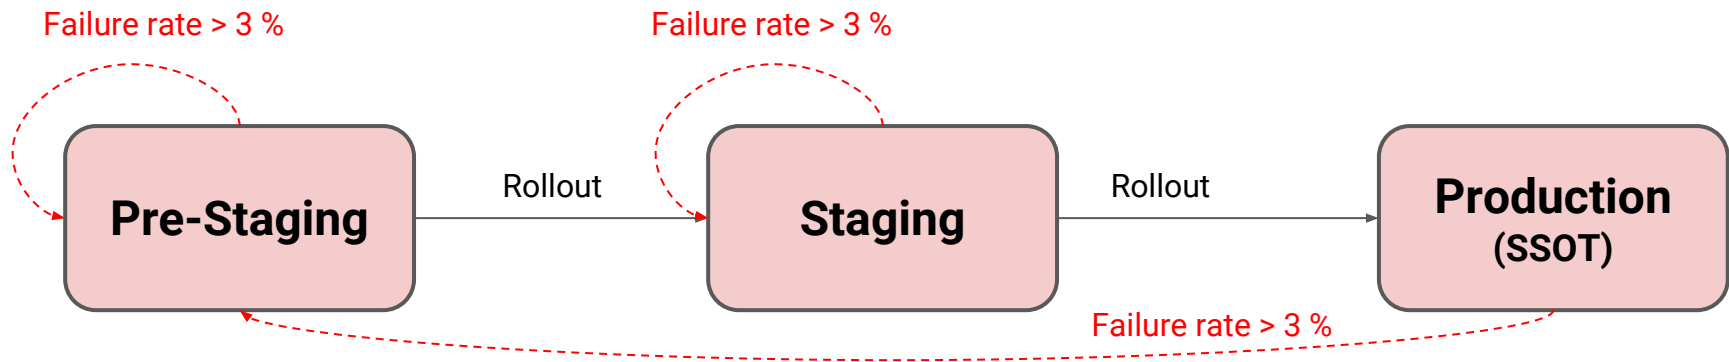 Failure rate > 3 %
Failure rate > 3 %
Pre-Staging
Rollout
Staging
Rollout
Production
(SSOT)
Failure rate > 3 %